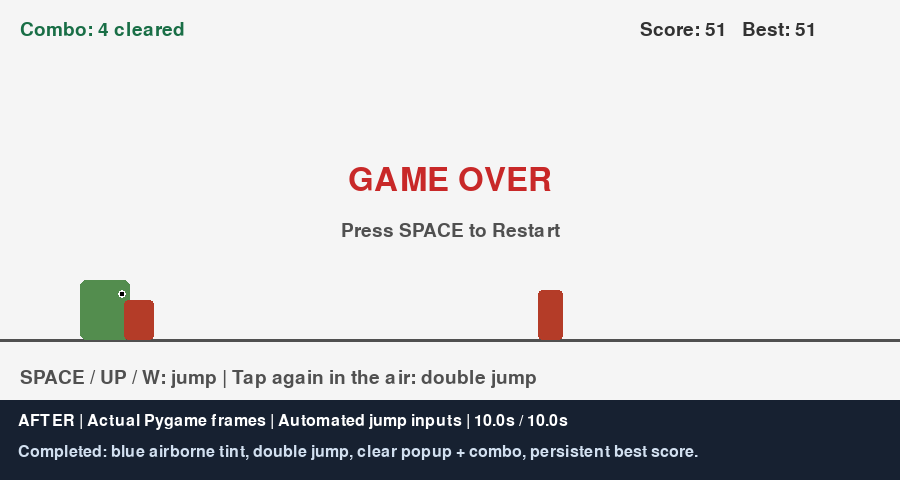 Combo: 4 cleared
Score: 51 Best: 51
GAME OVER
Press SPACE to Restart
SPACE / UP / W: jump | Tap again in the air: double jump
AFTER | Actual Pygame frames | Automated jump inputs | 10.0s / 10.0s
Completed: blue airborne tint, double jump, clear popup + combo, persistent best score.